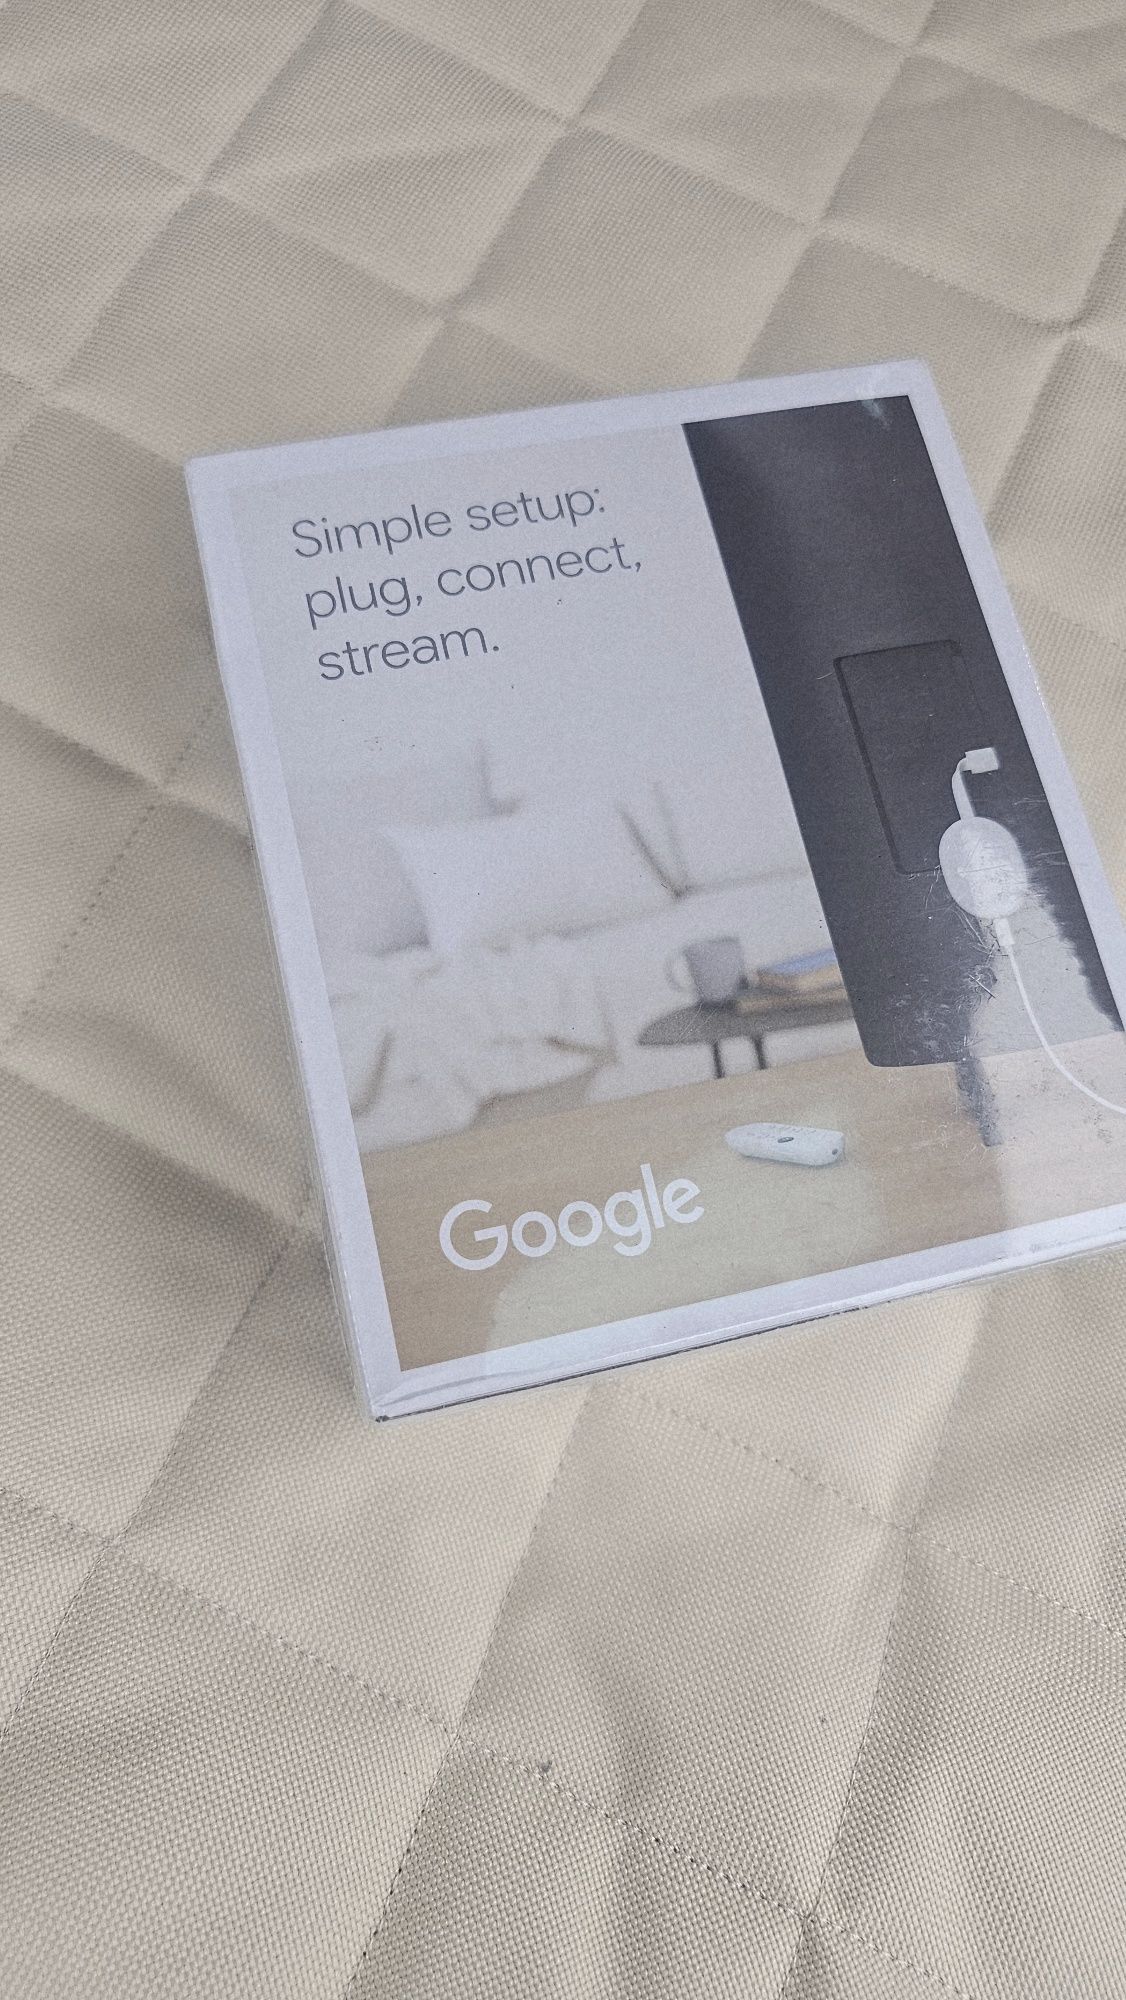 Simple setup:
plug, connect,
stream.
Google